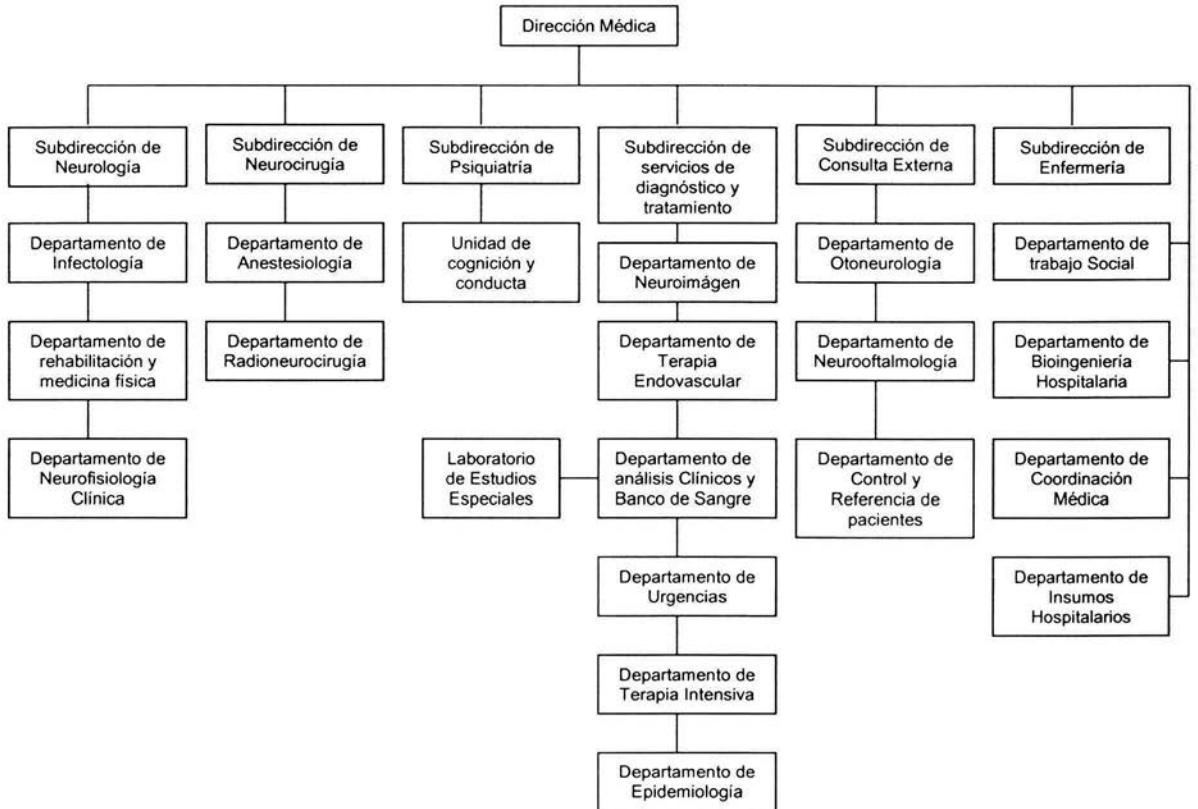 Dirección Médica
Subdirección de
Neurología
Subdirección de
Neurocirugía
Subdirección de
Psiquiatría
Subdirección de
servicios de
diagnóstico y
tratamiento
Subdirección de
Consulta Externa
Subdirección de
Enfermería
Departamento de
Infectología
Departamento de
Anestesiología
Unidad de
cognición y
conducta
Departamento de
Neuroimágen
Departamento de
Otoneurología
Departamento de
trabajo Social
Departamento de
rehabilitación y
medicina física
Departamento de
Radioneurocirugía
Departamento de
Terapia
Endovascular
Departamento de
Neurooftalmología
Departamento de
Bioingeniería
Hospitalaria
Departamento de
Neurofisiología
Clínica
Laboratorio
de Estudios
Especiales
Departamento de
análisis Clínicos y
Banco de Sangre
Departamento de
Control y
Referencia de
pacientes
Departamento de
Coordinación
Médica
Departamento de
Urgencias
Departamento de
Insumos
Hospitalarios
Departamento de
Terapia Intensiva
Departamento de
Epidemiología